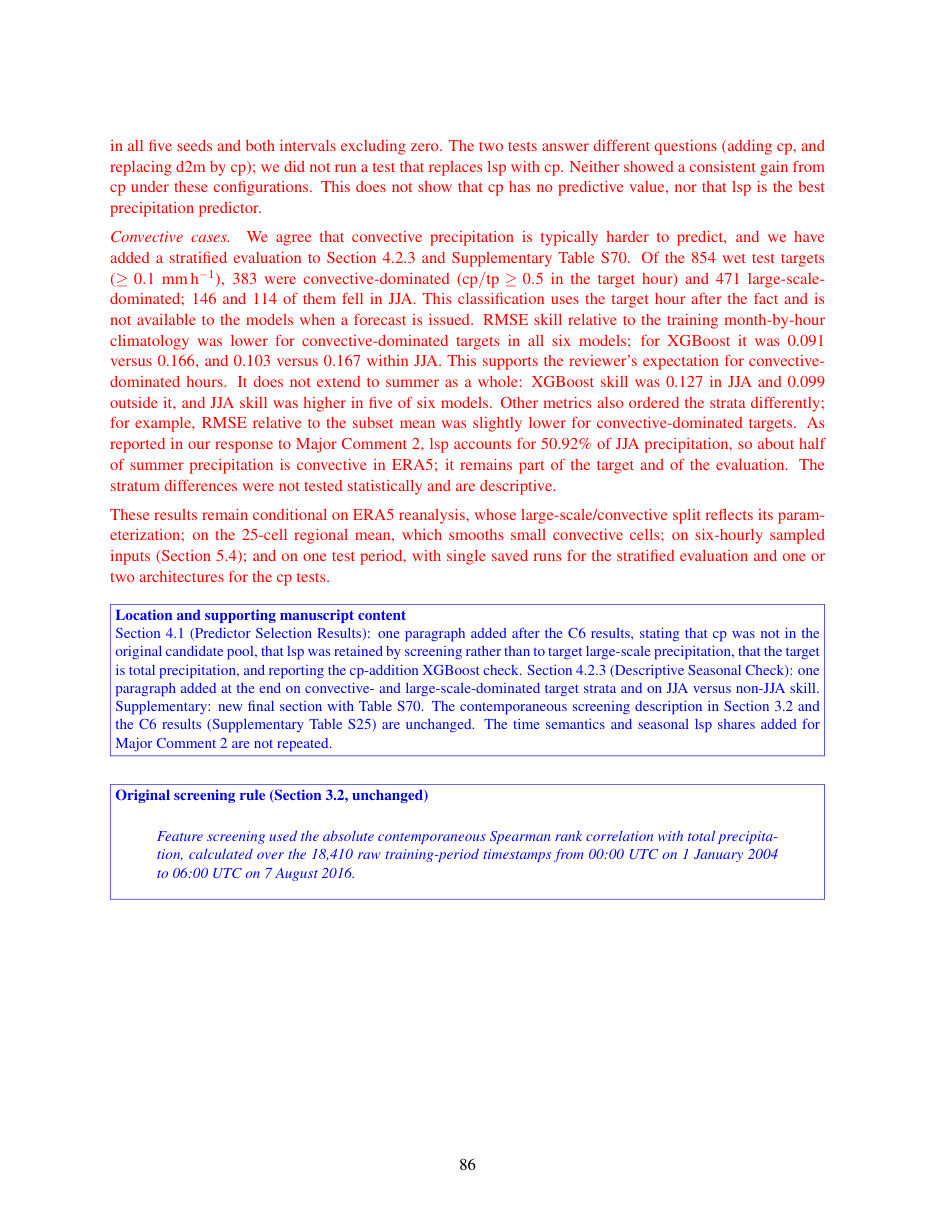 in all five seeds and both intervals excluding zero. The two tests answer different questions (adding cp, and
replacing d2m by cp); we did not run a test that replaces lsp with cp. Neither showed a consistent gain from
cp under these configurations. This does not show that cp has no predictive value, nor that lsp is the best
precipitation predictor.
Convective cases. We agree that convective precipitation is typically harder to predict, and we have
added a stratified evaluation to Section 4.2.3 and Supplementary Table S70. Of the 854 wet test targets
(≥ 0.1 mm h⁻¹), 383 were convective-dominated (cp/tp ≥ 0.5 in the target hour) and 471 large-scale-
dominated; 146 and 114 of them fell in JJA. This classification uses the target hour after the fact and is
not available to the models when a forecast is issued. RMSE skill relative to the training month-by-hour
climatology was lower for convective-dominated targets in all six models; for XGBoost it was 0.091
versus 0.166, and 0.103 versus 0.167 within JJA. This supports the reviewer's expectation for convective-
dominated hours. It does not extend to summer as a whole: XGBoost skill was 0.127 in JJA and 0.099
outside it, and JJA skill was higher in five of six models. Other metrics also ordered the strata differently;
for example, RMSE relative to the subset mean was slightly lower for convective-dominated targets. As
reported in our response to Major Comment 2, lsp accounts for 50.92% of JJA precipitation, so about half
of summer precipitation is convective in ERA5; it remains part of the target and of the evaluation. The
stratum differences were not tested statistically and are descriptive.
These results remain conditional on ERA5 reanalysis, whose large-scale/convective split reflects its param-
eterization; on the 25-cell regional mean, which smooths small convective cells; on six-hourly sampled
inputs (Section 5.4); and on one test period, with single saved runs for the stratified evaluation and one or
two architectures for the cp tests.
Location and supporting manuscript content
Section 4.1 (Predictor Selection Results): one paragraph added after the C6 results, stating that cp was not in the
original candidate pool, that lsp was retained by screening rather than to target large-scale precipitation, that the target
is total precipitation, and reporting the cp-addition XGBoost check. Section 4.2.3 (Descriptive Seasonal Check): one
paragraph added at the end on convective- and large-scale-dominated target strata and on JJA versus non-JJA skill.
Supplementary: new final section with Table S70. The contemporaneous screening description in Section 3.2 and
the C6 results (Supplementary Table S25) are unchanged. The time semantics and seasonal lsp shares added for
Major Comment 2 are not repeated.
Original screening rule (Section 3.2, unchanged)
Feature screening used the absolute contemporaneous Spearman rank correlation with total precipita-
tion, calculated over the 18,410 raw training-period timestamps from 00:00 UTC on 1 January 2004
to 06:00 UTC on 7 August 2016.
86